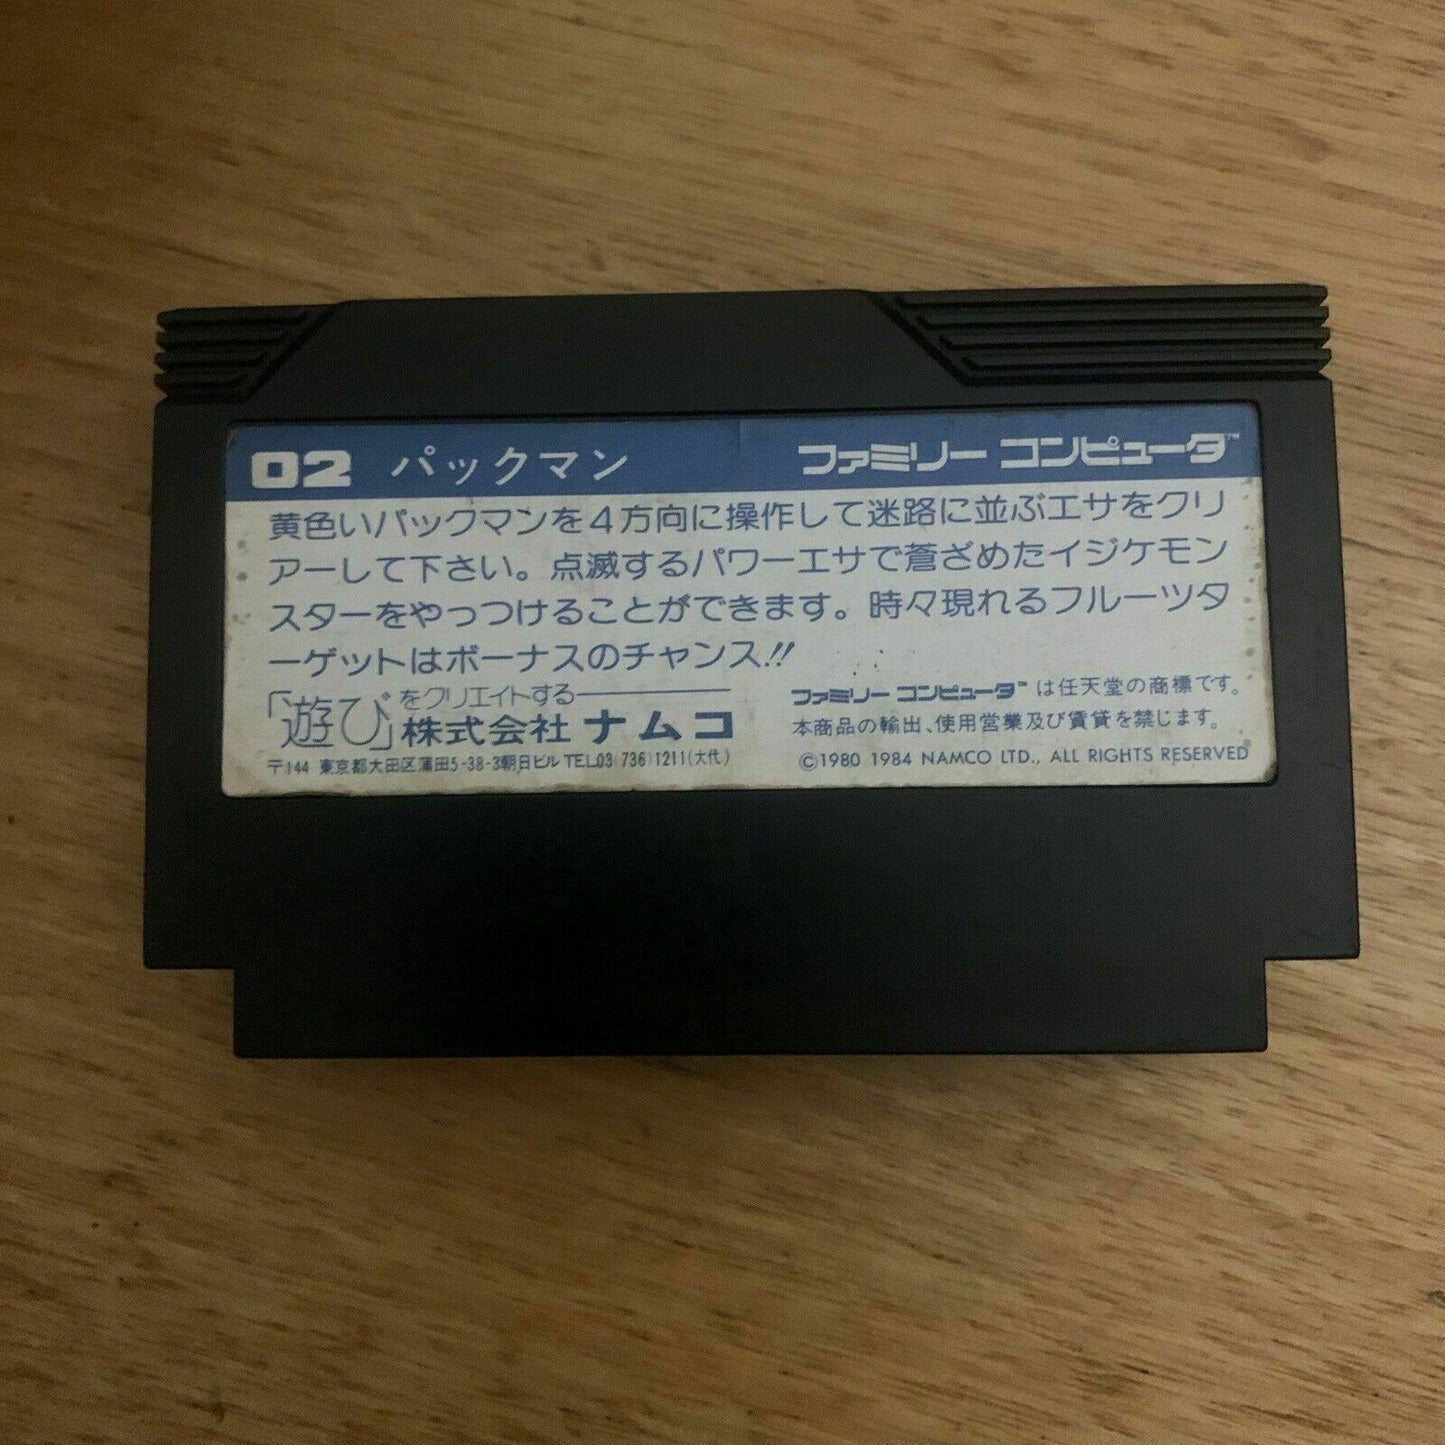 02 パックマン ファミリー コンピュータ™
黄色いパックマンを4方向に操作して迷路に並ぶエサをクリ
アーして下さい。点滅するパワーエサで蒼ざめたイジケモン
スターをやっつけることができます。時々現れるフルーツタ
ーゲットはボーナスのチャンス!!
「遊び」をクリエイトする
株式会社ナムコ
〒144 東京都大田区蒲田5-38-3朝日ビル TEL.03(736)1211(大代)
ファミリー コンピュータ™は任天堂の商標です。
本商品の輸出、使用営業及び賃貸を禁じます。
©1980 1984 NAMCO LTD., ALL RIGHTS RESERVED